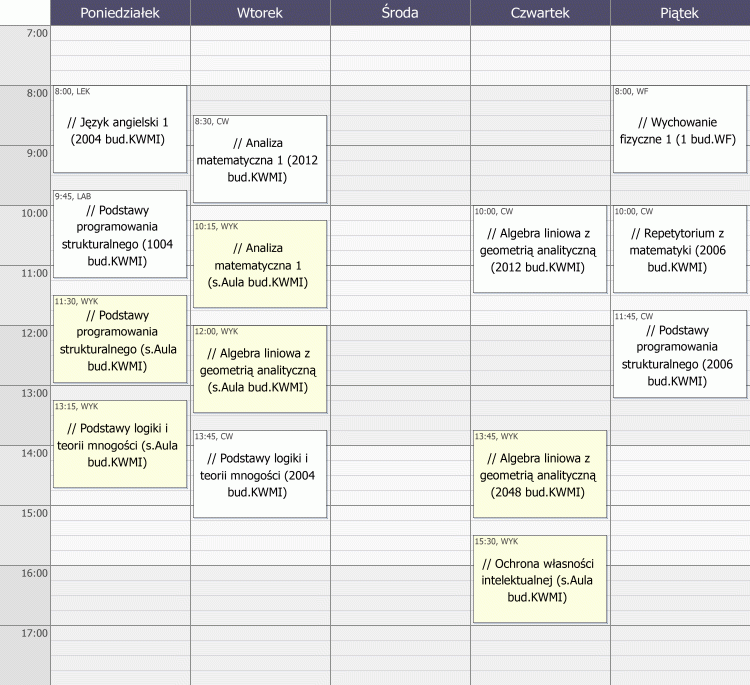 Poniedziałek
Wtorek
Środa
Czwartek
Piątek
7:00
8:00
9:00
10:00
11:00
12:00
13:00
14:00
15:00
16:00
17:00
8:00, LEK
// Język angielski 1
(2004 bud.KWMI)
9:45, LAB
// Podstawy
programowania
strukturalnego (1004
bud.KWMI)
11:30, WYK
// Podstawy
programowania
strukturalnego (s.Aula
bud.KWMI)
13:15, WYK
// Podstawy logiki i
teorii mnogości (s.Aula
bud.KWMI)
8:30, CW
// Analiza
matematyczna 1 (2012
bud.KWMI)
10:15, WYK
// Analiza
matematyczna 1
(s.Aula bud.KWMI)
12:00, WYK
// Algebra liniowa z
geometrią analityczną
(s.Aula bud.KWMI)
13:45, CW
// Podstawy logiki i
teorii mnogości (2004
bud.KWMI)
10:00, CW
// Algebra liniowa z
geometrią analityczną
(2012 bud.KWMI)
13:45, WYK
// Algebra liniowa z
geometrią analityczną
(2048 bud.KWMI)
15:30, WYK
// Ochrona własności
intelektualnej (s.Aula
bud.KWMI)
8:00, WF
// Wychowanie
fizyczne 1 (1 bud.WF)
10:00, CW
// Repetytorium z
matematyki (2006
bud.KWMI)
11:45, CW
// Podstawy
programowania
strukturalnego (2006
bud.KWMI)